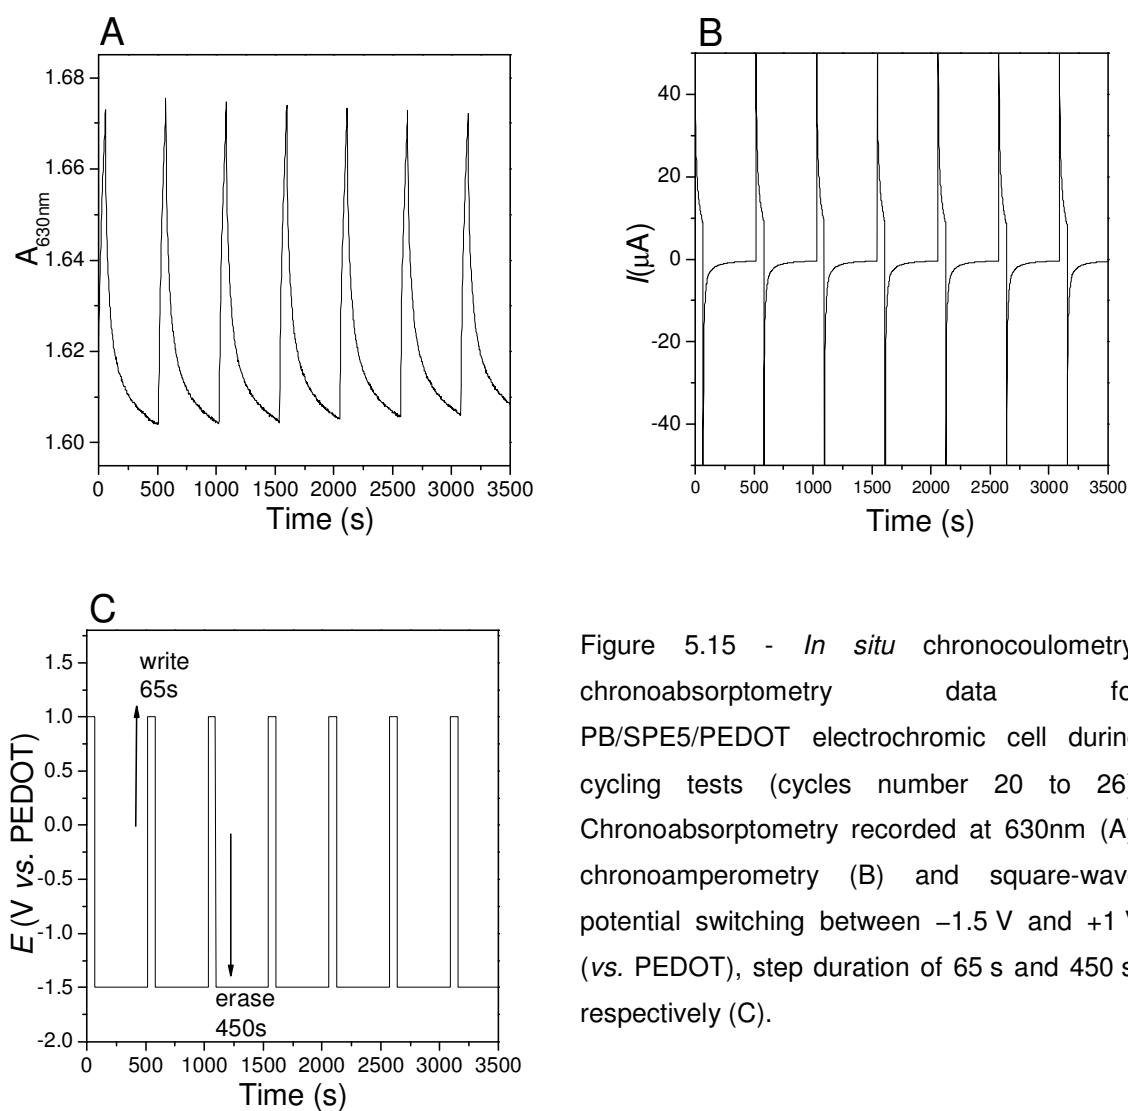 A
1.68
1.66
1.64
1.62
1.60
A630nm
0 500 1000 1500 2000 2500 3000 3500
Time (s)
B
40
20
0
-20
-40
I(µA)
0 500 1000 1500 2000 2500 3000 3500
Time (s)
C
1.5
1.0
0.5
0.0
-0.5
-1.0
-1.5
-2.0
E (V vs. PEDOT)
write
65s
erase
450s
0 500 1000 1500 2000 2500 3000 3500
Time (s)
Figure 5.15 - In situ chronocoulometry
chronoabsorptometry data fo
PB/SPE5/PEDOT electrochromic cell during
cycling tests (cycles number 20 to 26)
Chronoabsorptometry recorded at 630nm (A)
chronoamperometry (B) and square-wav
potential switching between –1.5 V and +1 V
(vs. PEDOT), step duration of 65 s and 450 s
respectively (C).